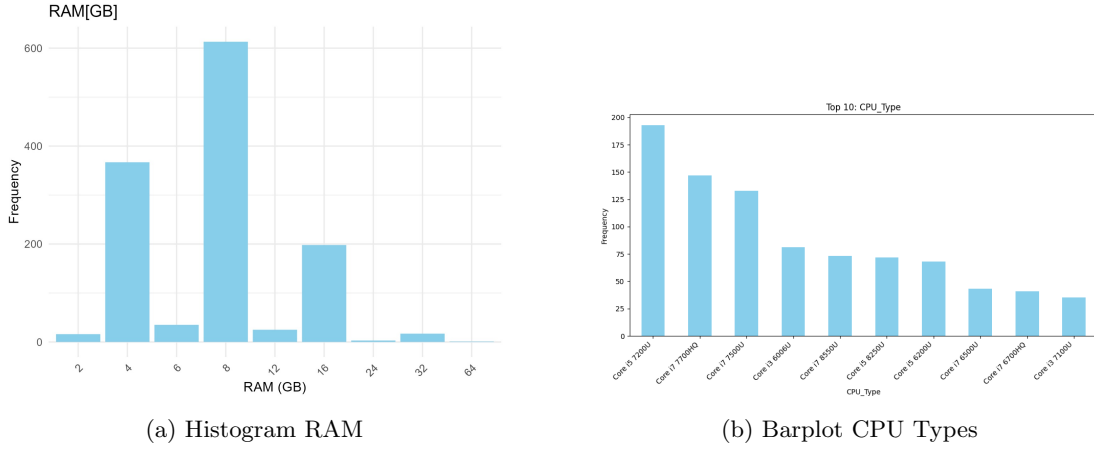 RAM[GB]
600
400
200
0
Frequency
2 4 6 8 12 16 24 32 64
RAM (GB)
(a) Histogram RAM
Top 10: CPU_Type
200
175
150
125
100
75
50
25
0
Frequency
Core i5 7200U
Core i7 7700HQ
Core i7 7500U
Core i3 6006U
Core i7 8550U
Core i5 8250U
Core i5 6200U
Core i7 6500U
Core i7 6700HQ
Core i3 7100U
CPU_Type
(b) Barplot CPU Types